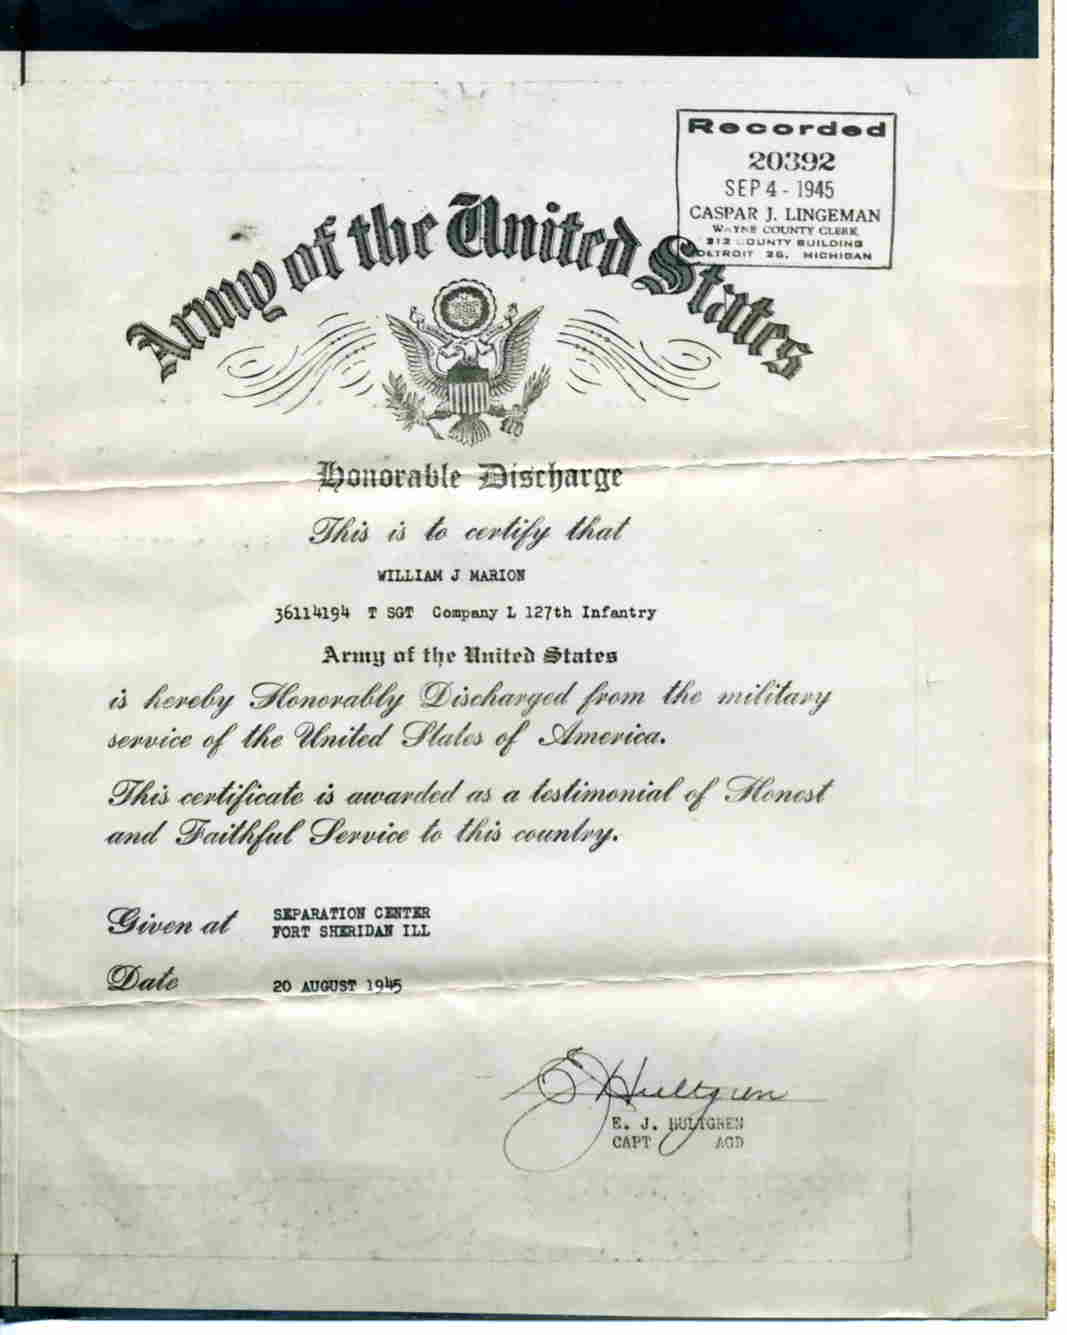 Recorded
20392
SEP 4 - 1945
CASPAR J. LINGEMAN
WAYNE COUNTY CLERK
212 COUNTY BUILDING
DETROIT 26, MICHIGAN
Army of the United States
Honorable Discharge
This is to certify that
WILLIAM J MARION
36114194 T SGT Company L 127th Infantry
Army of the United States
is hereby Honorably Discharged from the military
service of the United States of America.
This certificate is awarded as a testimonial of Honest
and Faithful Service to this country.
Given at SEPARATION CENTER
FORT SHERIDAN ILL
Date 20 AUGUST 1945
E J Hultgren
E. J. HULTGREN
CAPT AGD